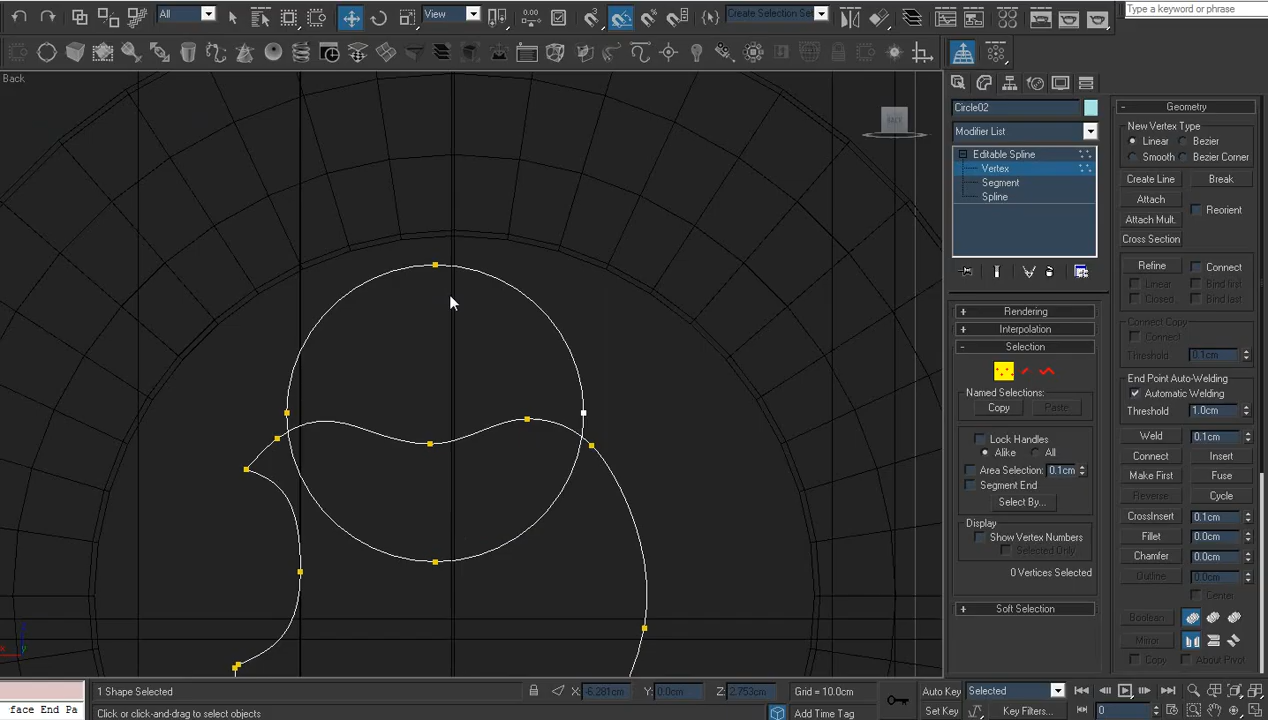 All
View
Create Selection Set
Type a keyword or phrase
Back
BACK
Circle02
Modifier List
Editable Spline
Vertex
Segment
Spline
Rendering
Interpolation
Selection
Named Selections:
Copy
Paste
Lock Handles
Alike
All
Area Selection:
0.1cm
Segment End
Select By...
Display
Show Vertex Numbers
Selected Only
0 Vertices Selected
Soft Selection
Geometry
New Vertex Type
Linear
Bezier
Smooth
Bezier Corner
Create Line
Break
Attach
Reorient
Attach Mult.
Cross Section
Refine
Connect
Linear
Bind first
Closed
Bind last
Connect Copy
Connect
Threshold
0.1cm
End Point Auto-Welding
Automatic Welding
Threshold
1.0cm
Weld
0.1cm
Connect
Insert
Make First
Fuse
Reverse
Cycle
CrossInsert
0.1cm
Fillet
0.0cm
Chamfer
0.0cm
Outline
0.0cm
Center
Boolean
Mirror
Copy
About Pivot
face End Pa
1 Shape Selected
Click or click-and-drag to select objects
X: -6.281cm
Y: 0.0cm
Z: 2.753cm
Grid = 10.0cm
Add Time Tag
Auto Key
Selected
Set Key
Key Filters...
0